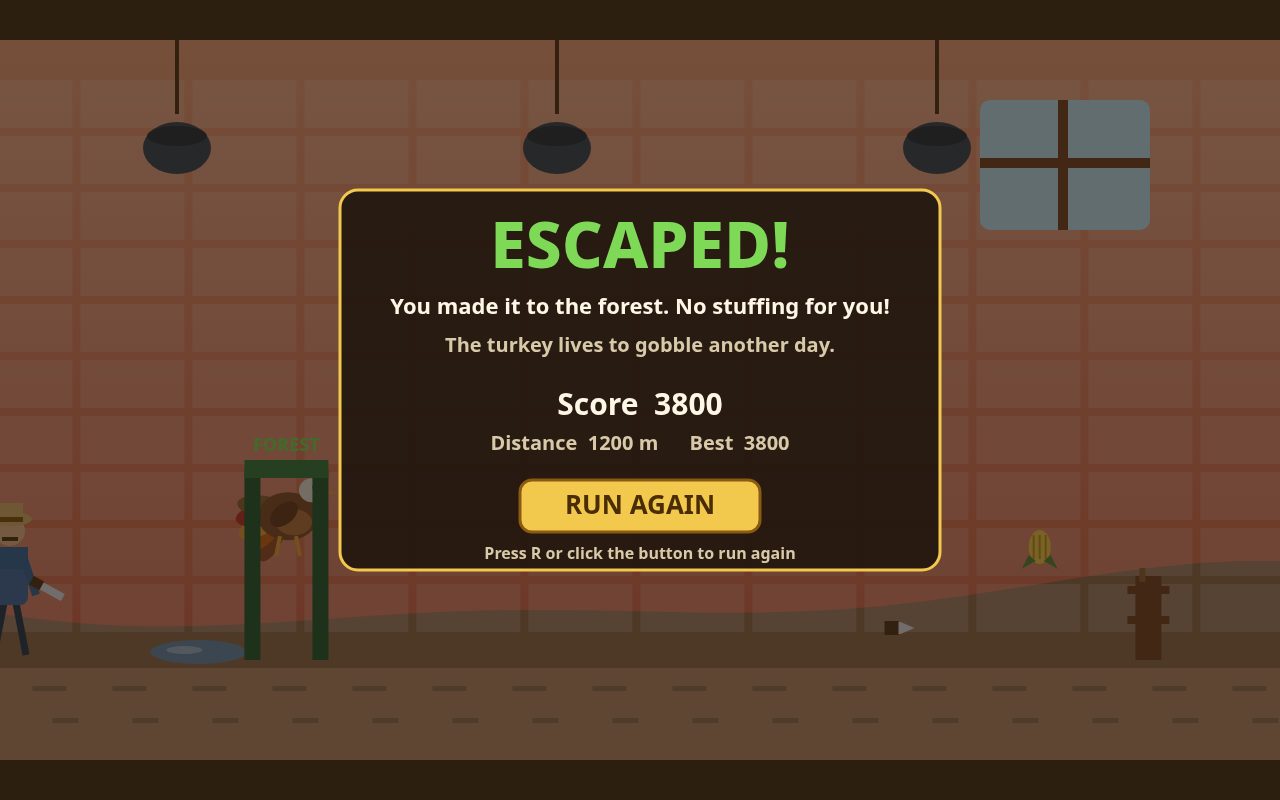 ESCAPED!
You made it to the forest. No stuffing for you!
The turkey lives to gobble another day.
Score 3800
Distance 1200 m Best 3800
FOREST
RUN AGAIN
Press R or click the button to run again